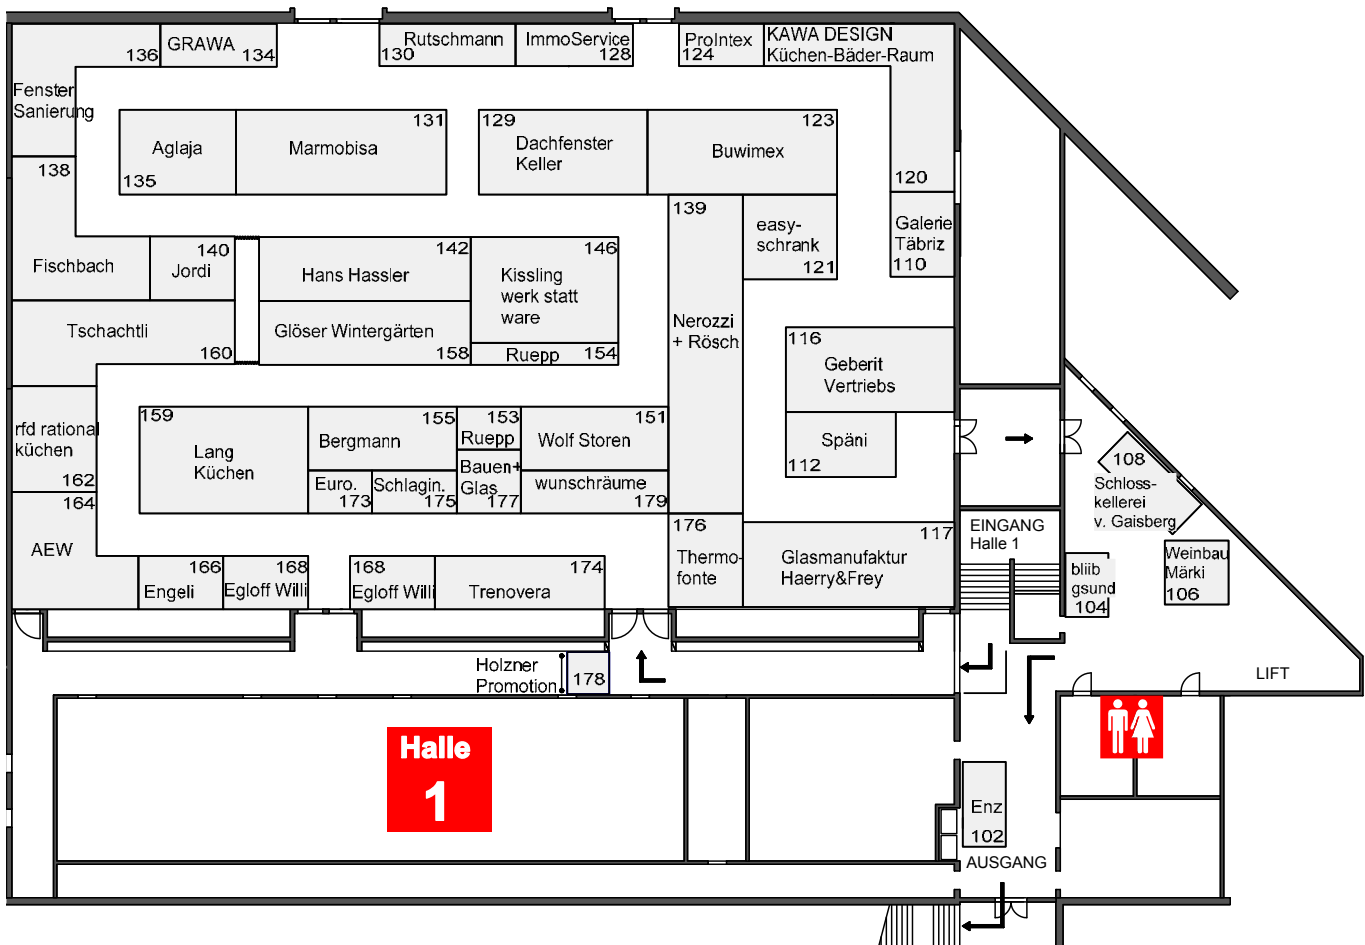 GRAWA
136
134
Rutschmann
130
ImmoService
128
ProIntex
124
KAWA DESIGN
Küchen-Bäder-Raum
120
Fenster
Sanierung
138
Aglaja
135
131
Marmobisa
129
Dachfenster
Keller
123
Buwimex
139
Nerozzi
+ Rösch
easy-
schrank
121
Galerie
Täbriz
110
Fischbach
140
Jordi
142
Hans Hassler
146
Kissling
werk statt
ware
Tschachtli
160
Glöser Wintergärten
158
Ruepp
154
116
Geberit
Vertriebs
rfd rational
küchen
162
159
Lang
Küchen
155
Bergmann
153
Ruepp
151
Wolf Storen
Späni
112
Euro.
173
Schlagin.
175
Bauen+
Glas
177
wunschräume
179
108
Schloss-
kellerei
v. Gaisberg
164
AEW
176
Thermo-
fonte
117
Glasmanufaktur
Haerry&Frey
EINGANG
Halle 1
166
Engeli
168
Egloff Willi
168
Egloff Willi
174
Trenovera
bliib
gsund
104
Weinbau
Märki
106
Holzner
Promotion
178
LIFT
Halle
1
Enz
102
AUSGANG